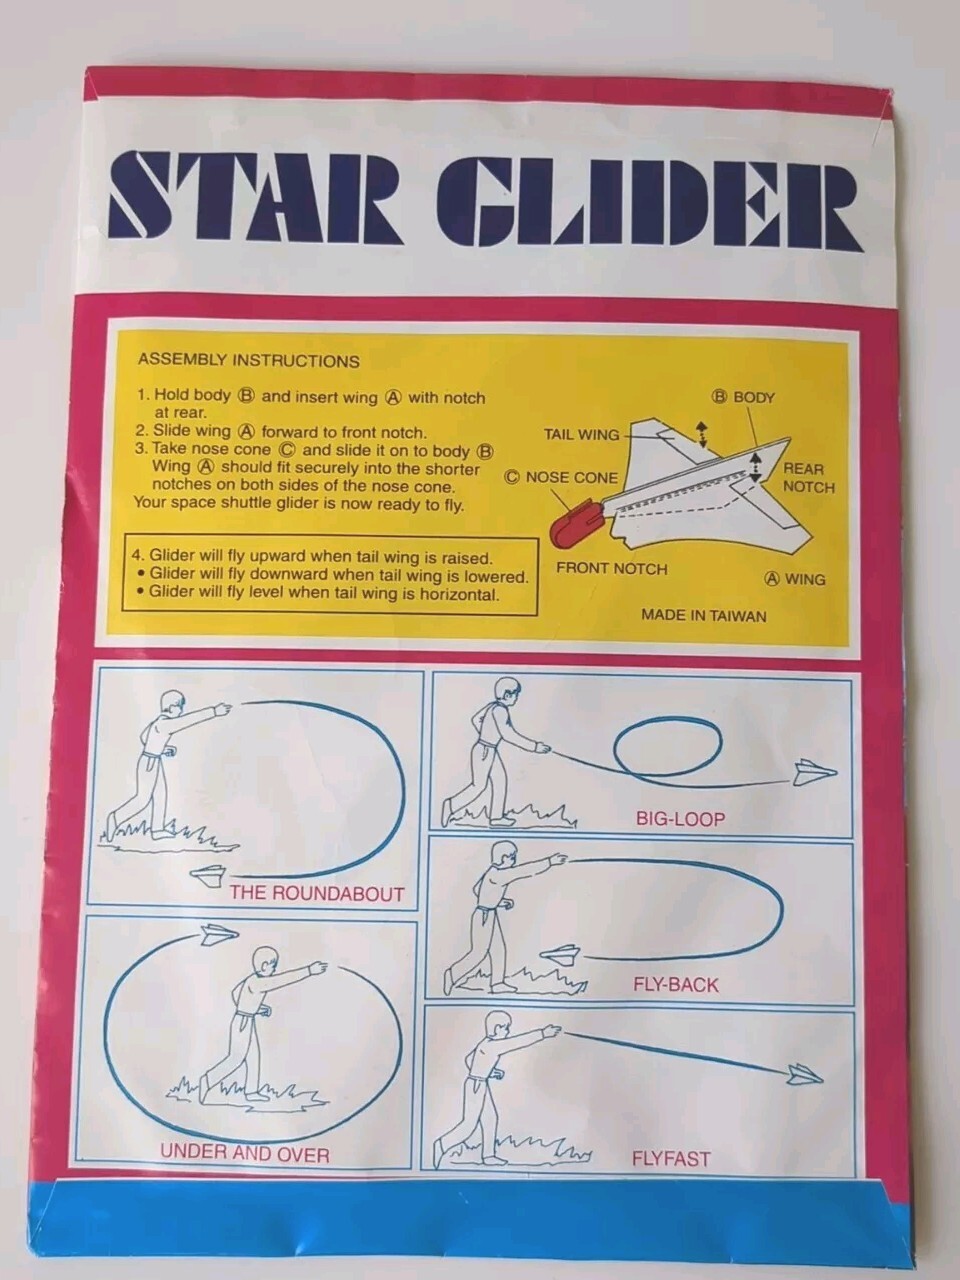 STAR GLIDER
ASSEMBLY INSTRUCTIONS
1. Hold body Ⓑ and insert wing Ⓐ with notch
at rear.
2. Slide wing Ⓐ forward to front notch.
3. Take nose cone Ⓒ and slide it on to body Ⓑ
Wing Ⓐ should fit securely into the shorter
notches on both sides of the nose cone.
Your space shuttle glider is now ready to fly.
4. Glider will fly upward when tail wing is raised.
• Glider will fly downward when tail wing is lowered.
• Glider will fly level when tail wing is horizontal.
Ⓑ BODY
TAIL WING
REAR
NOTCH
Ⓒ NOSE CONE
FRONT NOTCH
Ⓐ WING
MADE IN TAIWAN
THE ROUNDABOUT
BIG-LOOP
FLY-BACK
UNDER AND OVER
FLYFAST